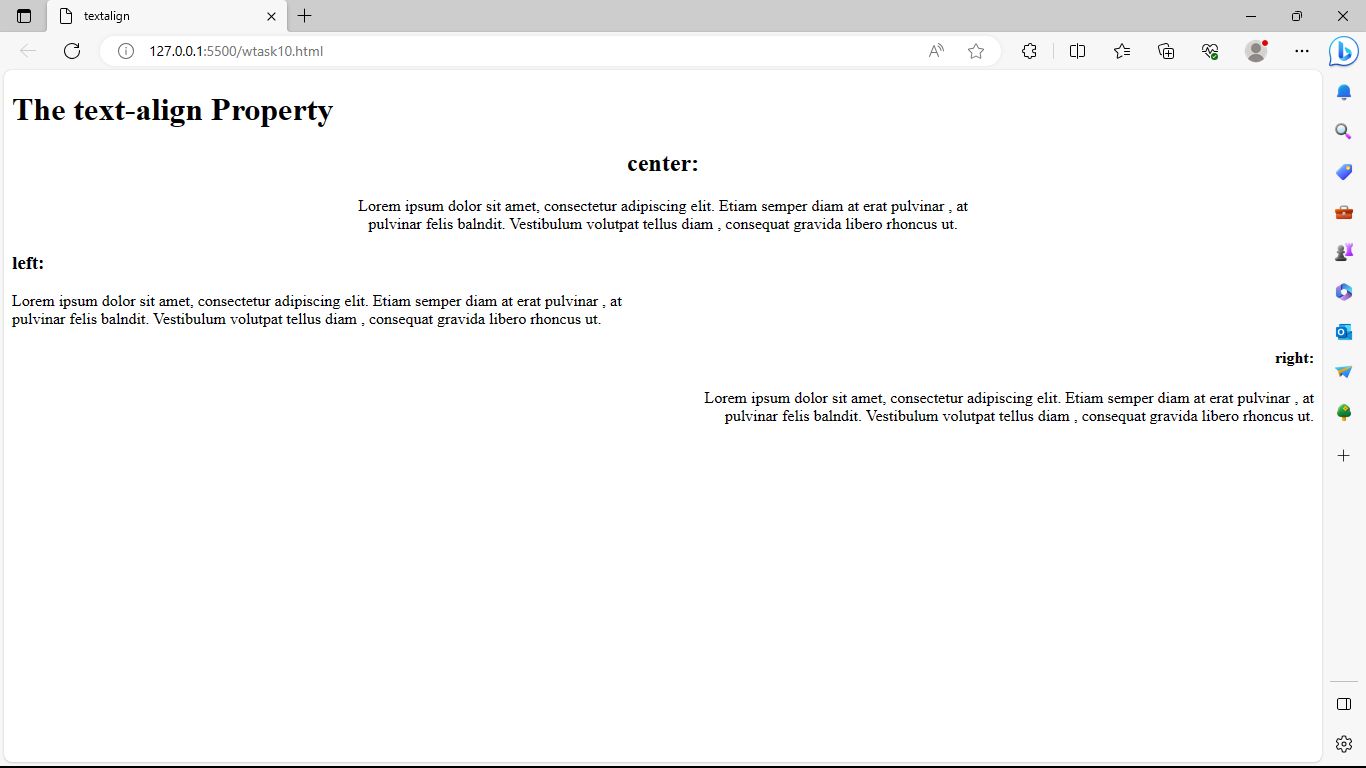 textalign
127.0.0.1:5500/wtask10.html
The text-align Property
center:
Lorem ipsum dolor sit amet, consectetur adipiscing elit. Etiam semper diam at erat pulvinar , at
pulvinar felis balndit. Vestibulum volutpat tellus diam , consequat gravida libero rhoncus ut.
left:
Lorem ipsum dolor sit amet, consectetur adipiscing elit. Etiam semper diam at erat pulvinar , at
pulvinar felis balndit. Vestibulum volutpat tellus diam , consequat gravida libero rhoncus ut.
right:
Lorem ipsum dolor sit amet, consectetur adipiscing elit. Etiam semper diam at erat pulvinar , at
pulvinar felis balndit. Vestibulum volutpat tellus diam , consequat gravida libero rhoncus ut.